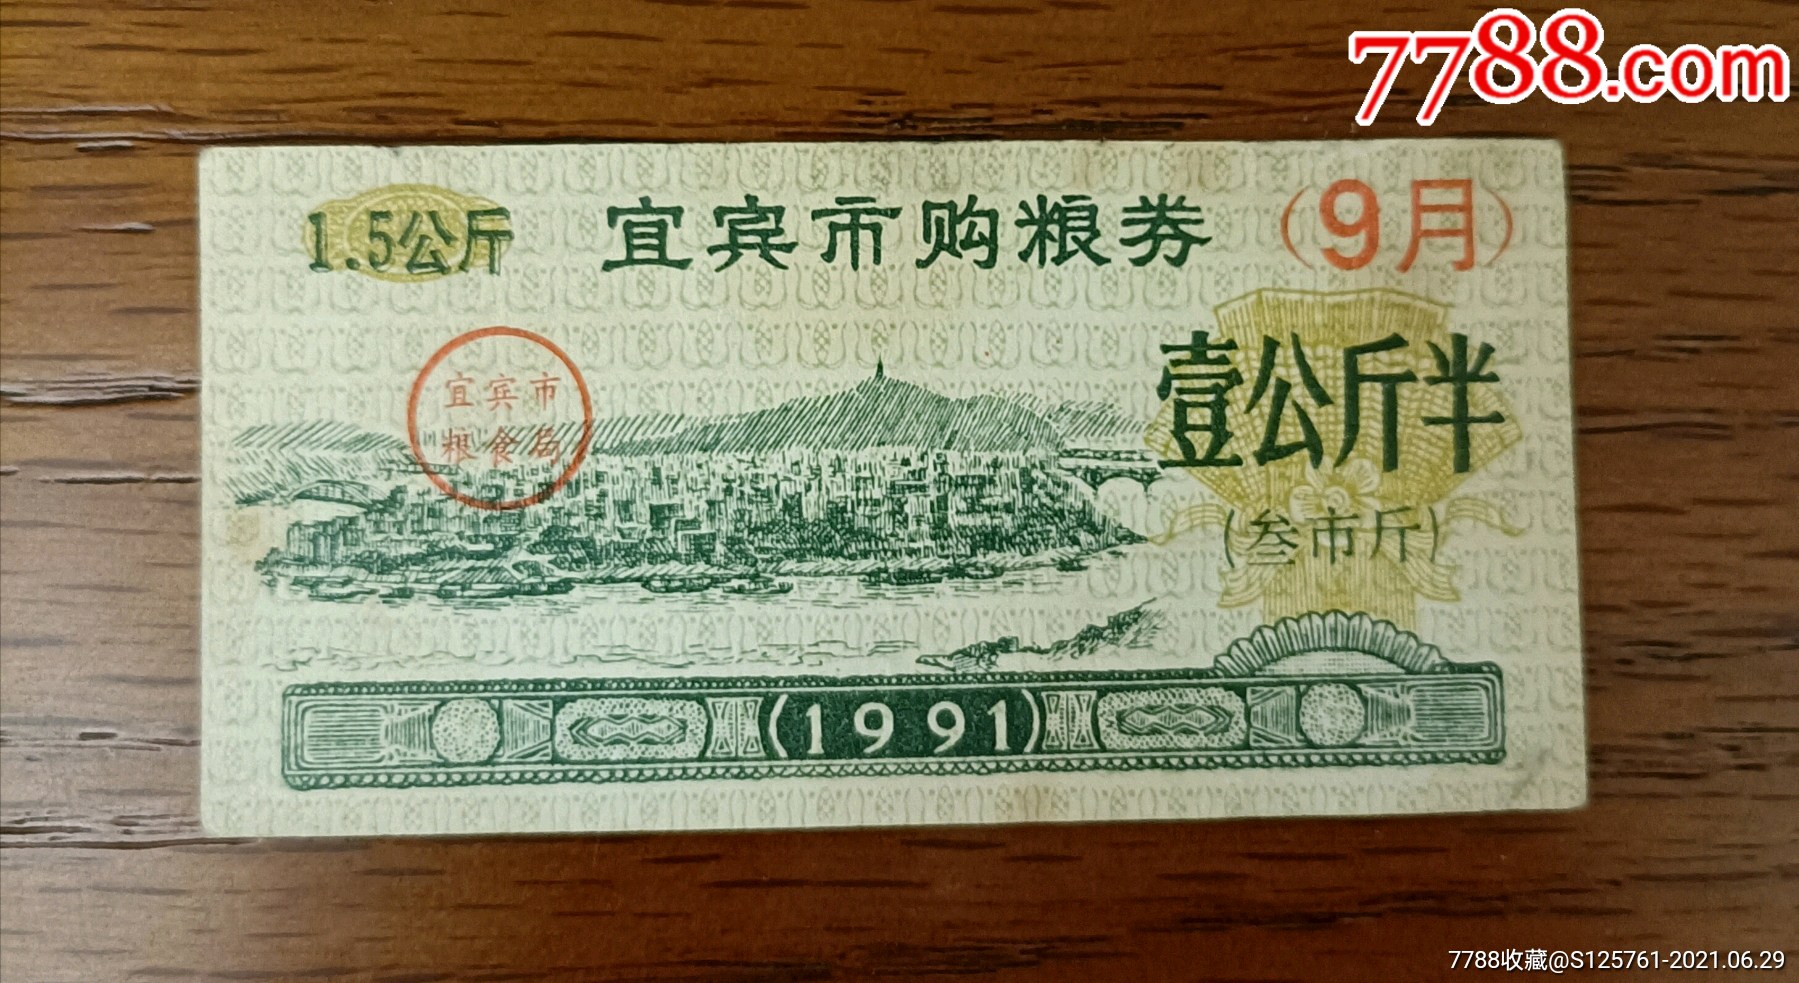 7788.com
1.5公斤
宜宾市购粮券
(9月)
宜宾市
粮食局
壹公斤半
(叁市斤)
(1991)
7788收藏@S125761-2021.06.29